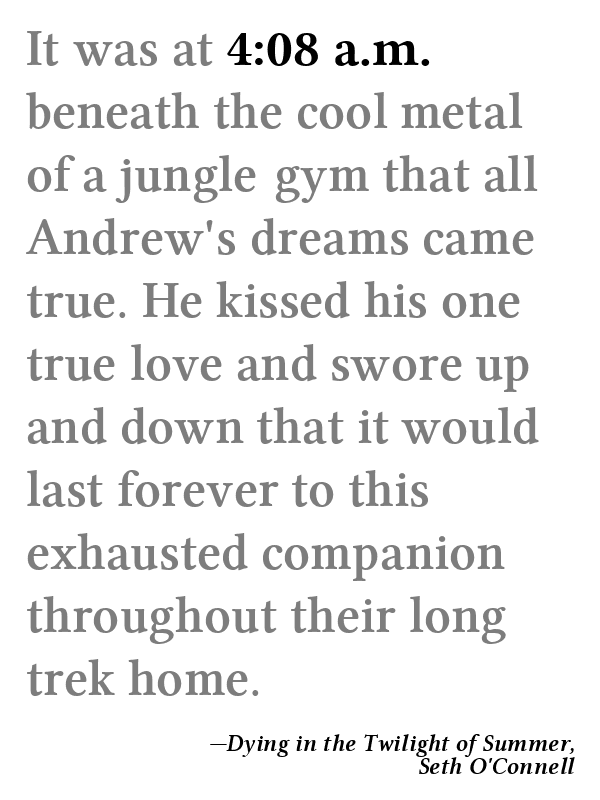 It was at 4:08 a.m.
beneath the cool metal
of a jungle gym that all
Andrew's dreams came
true. He kissed his one
true love and swore up
and down that it would
last forever to this
exhausted companion
throughout their long
trek home.
—Dying in the Twilight of Summer,
Seth O'Connell